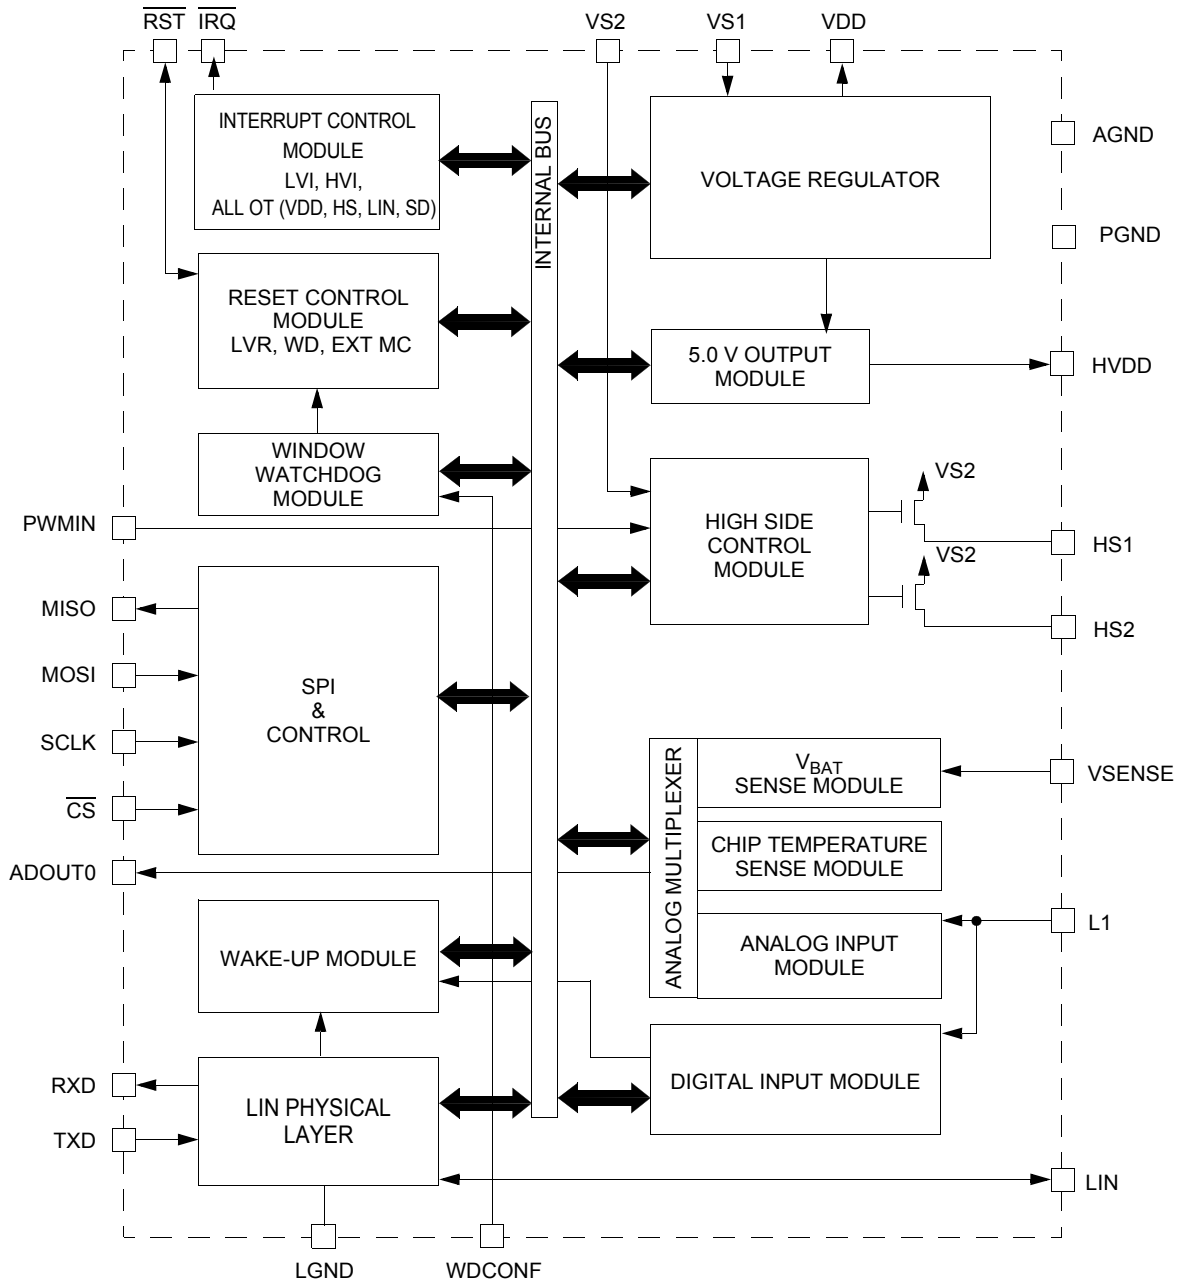 RST IRQ VS2 VS1 VDD
INTERRUPT CONTROL
MODULE
LVI, HVI,
ALL OT (VDD, HS, LIN, SD)
INTERNAL BUS
VOLTAGE REGULATOR
AGND
PGND
RESET CONTROL
MODULE
LVR, WD, EXT MC
5.0 V OUTPUT
MODULE
HVDD
WINDOW
WATCHDOG
MODULE
PWMIN
HIGH SIDE
CONTROL
MODULE
VS2
HS1
VS2
HS2
MISO
MOSI
SCLK
CS
SPI
&
CONTROL
ADOUT0
ANALOG MULTIPLEXER
VBAT
SENSE MODULE
VSENSE
CHIP TEMPERATURE
SENSE MODULE
ANALOG INPUT
MODULE
L1
WAKE-UP MODULE
DIGITAL INPUT MODULE
RXD
TXD
LIN PHYSICAL
LAYER
LIN
LGND WDCONF